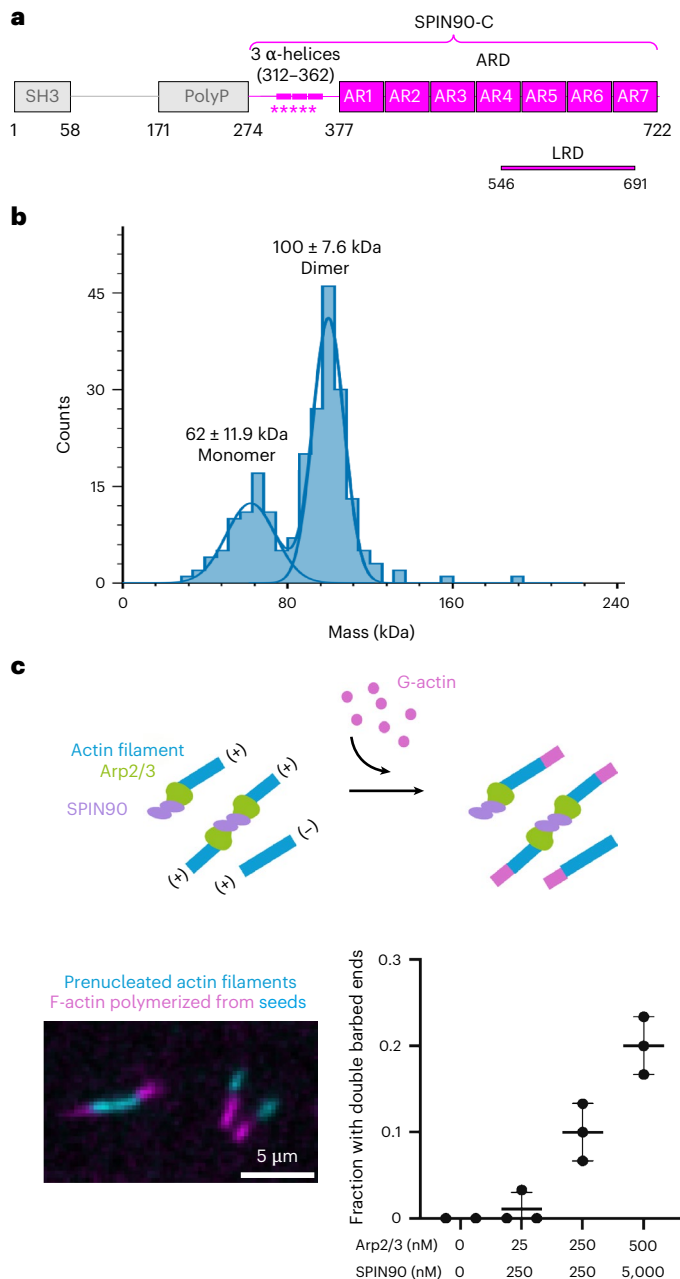 a
SPIN90-C
3 α-helices
(312–362)
ARD
SH3
PolyP
AR1 AR2 AR3 AR4 AR5 AR6 AR7
*****
1 58 171 274 377 722
LRD
546 691
b
100 ± 7.6 kDa
Dimer
62 ± 11.9 kDa
Monomer
Counts
45
30
15
0
0 80 160 240
Mass (kDa)
c
G-actin
Actin filament
Arp2/3
SPIN90
(+)
(+)
(–)
(+)
(+)
Prenucleated actin filaments
F-actin polymerized from seeds
5 µm
Fraction with double barbed ends
0.3
0.2
0.1
0
Arp2/3 (nM) 0 25 250 500
SPIN90 (nM) 0 250 250 5,000